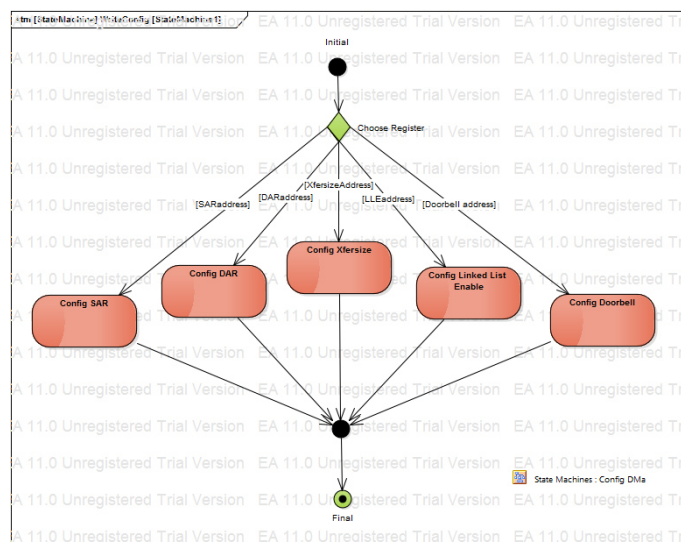 stm [StateMachine] WriteConfig [StateMachine1]
EA 11.0 Unregistered Trial Version
Initial
Choose Register
[XfersizeAddress]
[DARaddress]
[LLEaddress]
[SARaddress]
[Doorbell address]
Config Xfersize
Config DAR
Config Linked List
Enable
Config SAR
Config Doorbell
State Machines : Config DMa
Final